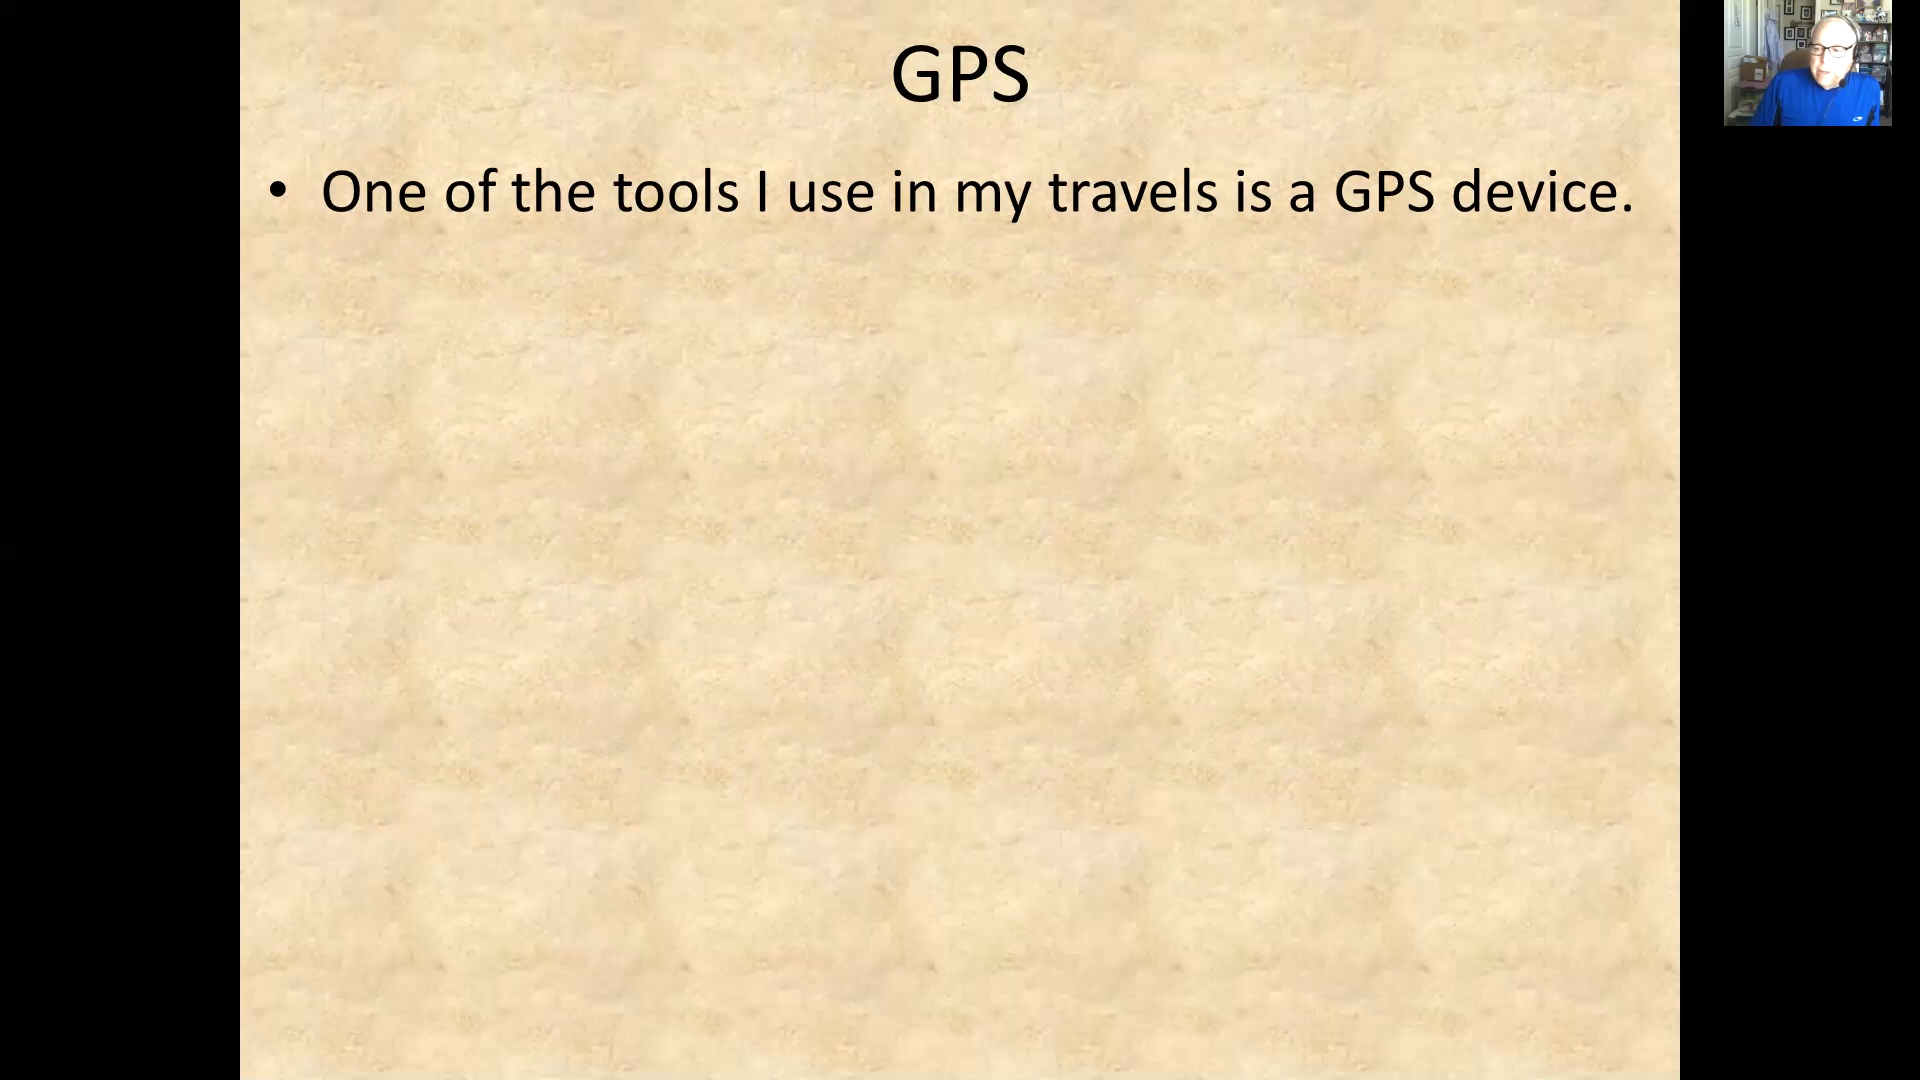 GPS
• One of the tools I use in my travels is a GPS device.